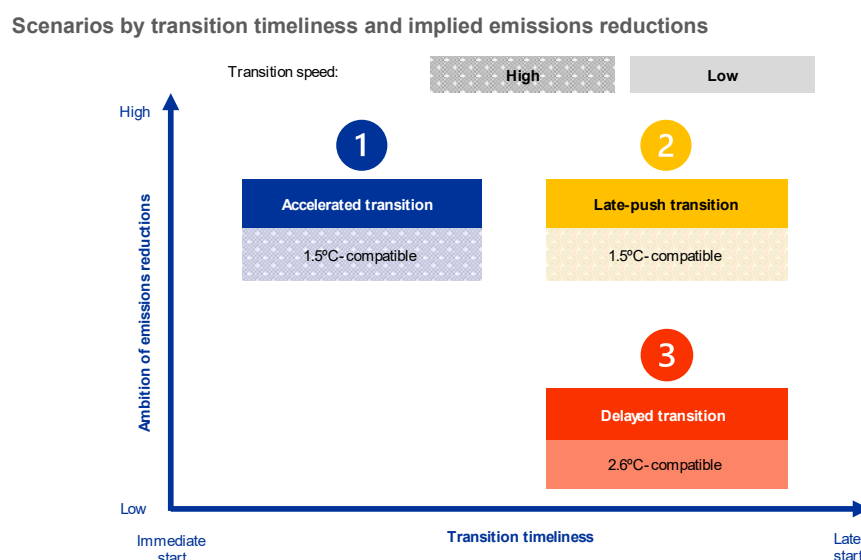 Scenarios by transition timeliness and implied emissions reductions
Transition speed:
High
Low
High
1
2
Accelerated transition
Late-push transition
1.5ºC- compatible
1.5ºC- compatible
Ambition of emissions reductions
3
Delayed transition
2.6ºC- compatible
Low
Immediate
start
Transition timeliness
Late
start